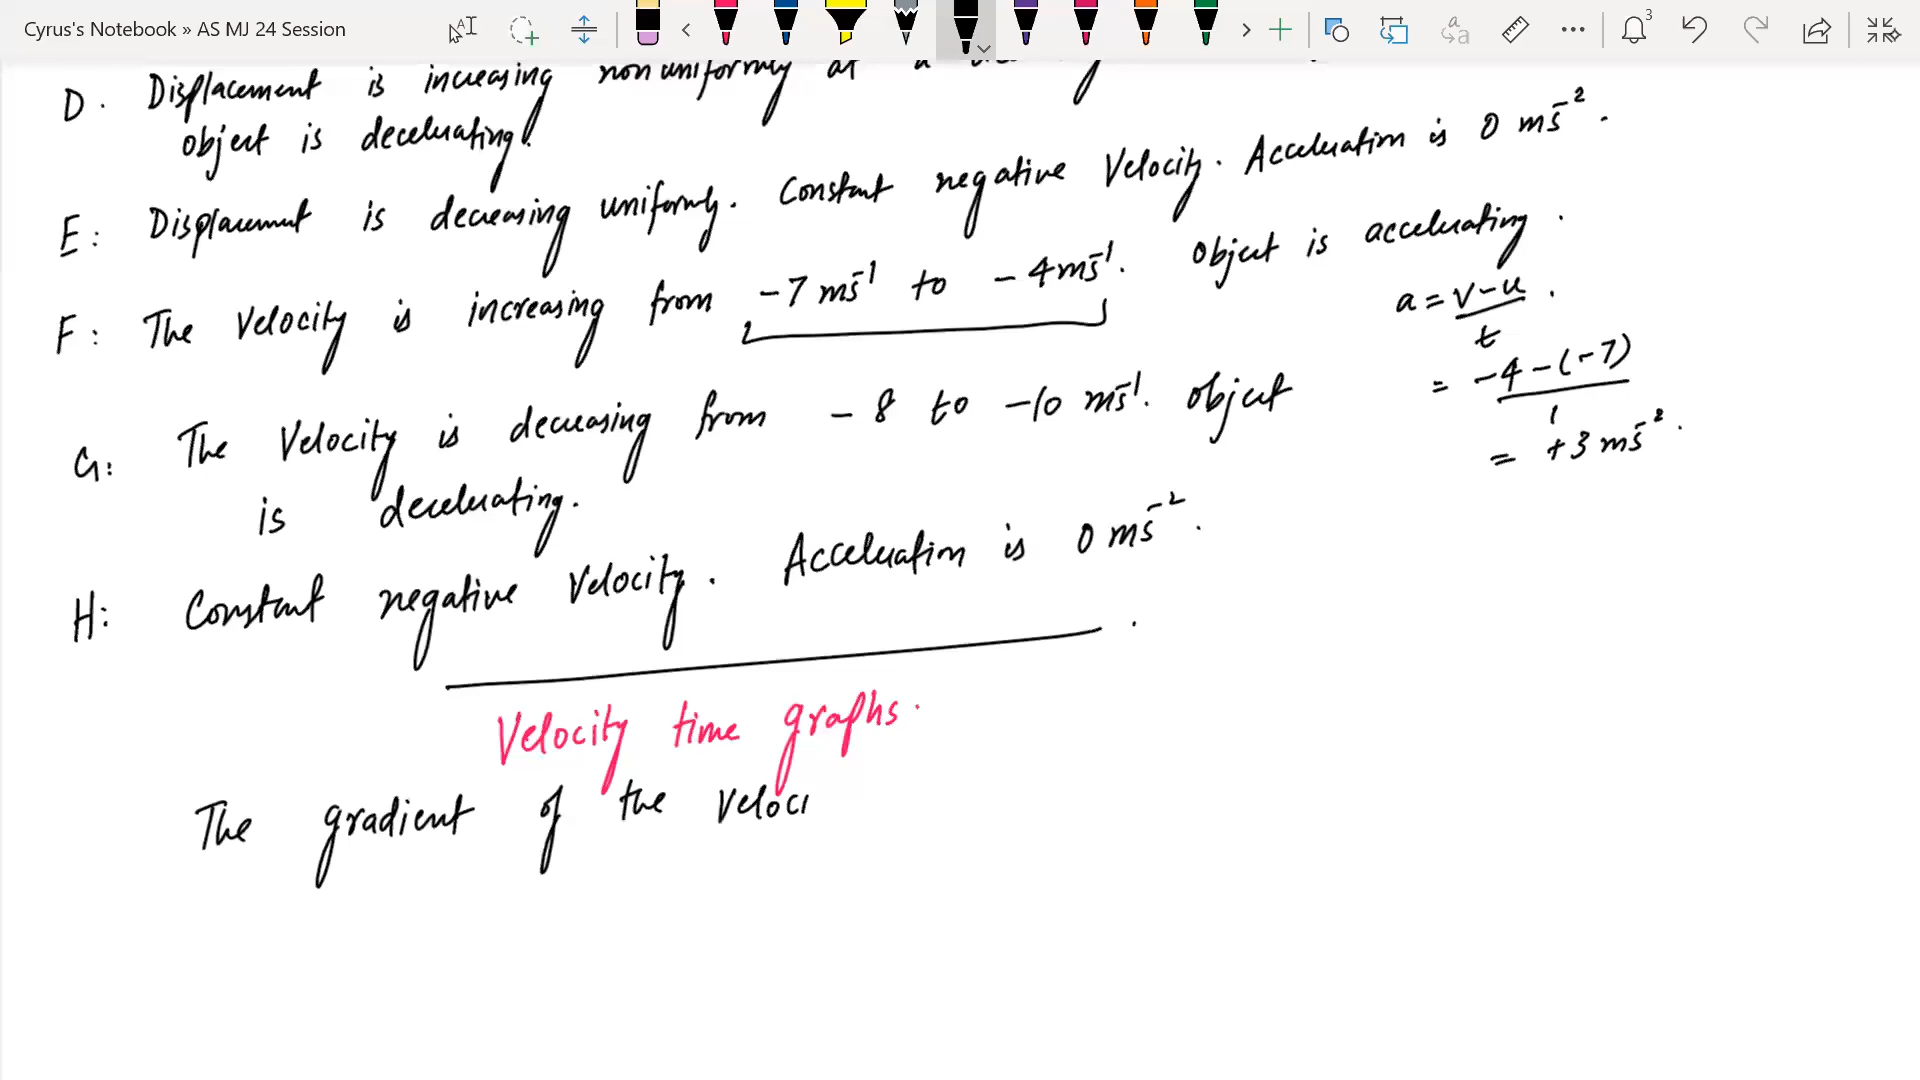 Cyrus's Notebook » AS MJ 24 Session
3
D. Displacement is increasing non uniformly at a
object is decelerating.
E: Displacement is decreasing uniformly. Constant negative Velocity. Acceleration is 0 ms⁻².
F: The Velocity is increasing from -7 ms⁻¹ to -4 ms⁻¹. Object is accelerating.
a = v-u / t.
= -4-(-7) / 1
= +3 ms⁻².
G: The Velocity is decreasing from -8 to -10 ms⁻¹. object
is decelerating.
H: Constant negative Velocity. Acceleration is 0 ms⁻².
Velocity time graphs.
The gradient of the veloci